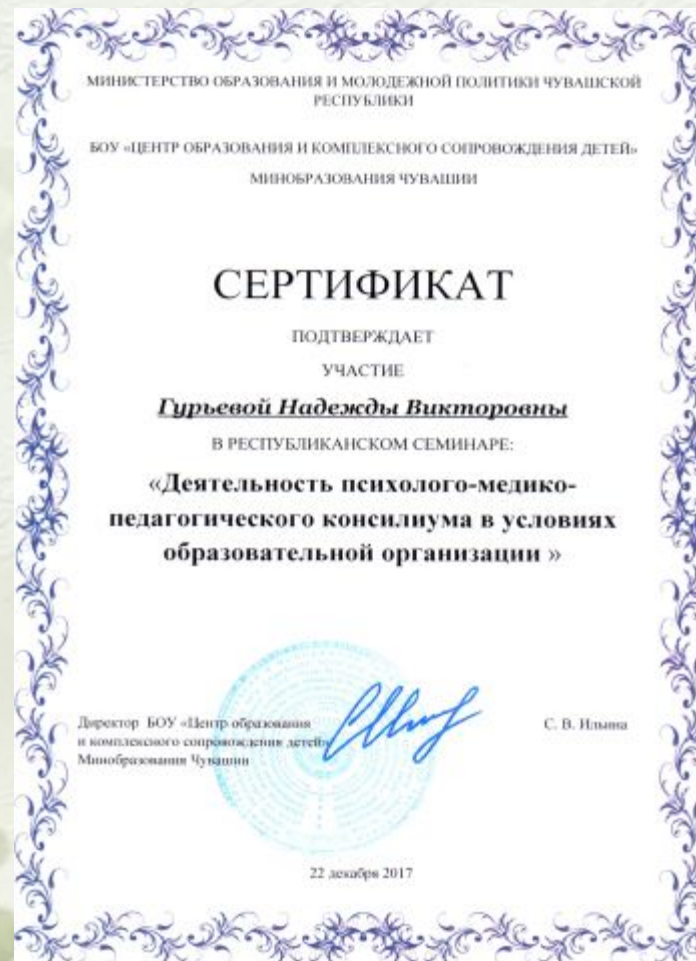 МИНИСТЕРСТВО ОБРАЗОВАНИЯ И МОЛОДЕЖНОЙ ПОЛИТИКИ ЧУВАШСКОЙ
РЕСПУБЛИКИ
БОУ «ЦЕНТР ОБРАЗОВАНИЯ И КОМПЛЕКСНОГО СОПРОВОЖДЕНИЯ ДЕТЕЙ»
МИНОБРАЗОВАНИЯ ЧУВАШИИ
СЕРТИФИКАТ
ПОДТВЕРЖДАЕТ
УЧАСТИЕ
Гурьевой Надежды Викторовны
В РЕСПУБЛИКАНСКОМ СЕМИНАРЕ:
«Деятельность психолого-медико-
педагогического консилиума в условиях
образовательной организации »
Директор БОУ «Центр образования
и комплексного сопровождения детей»
Минобразования Чувашии
С. В. Ильина
22 декабря 2017